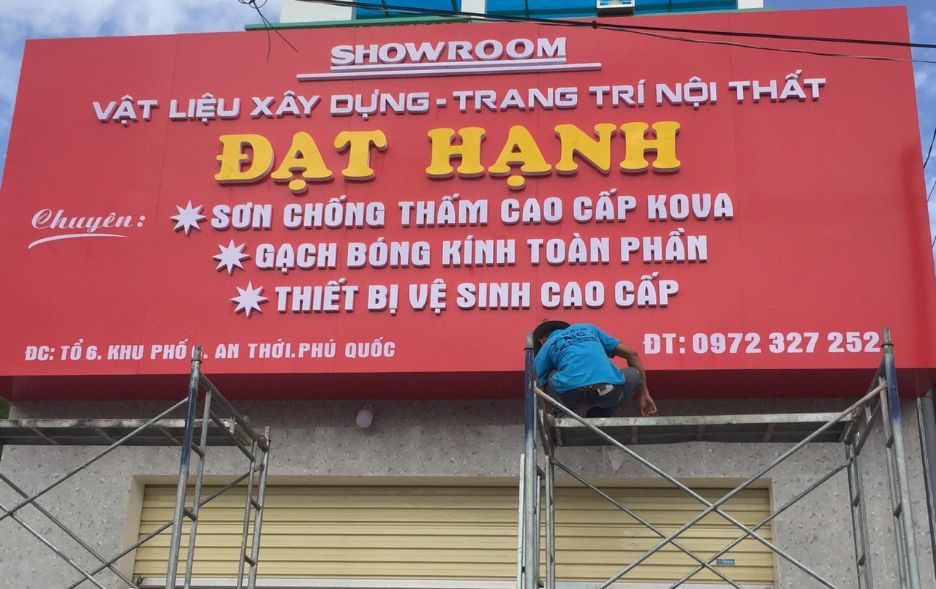 SHOWROOM
VẬT LIỆU XÂY DỰNG - TRANG TRÍ NỘI THẤT
ĐẠT HẠNH
Chuyên:
SƠN CHỐNG THẤM CAO CẤP KOVA
GẠCH BÓNG KÍNH TOÀN PHẦN
THIẾT BỊ VỆ SINH CAO CẤP
ĐC: TỔ 6. KHU PHỐ . AN THỚI.PHÚ QUỐC
ĐT: 0972 327 252